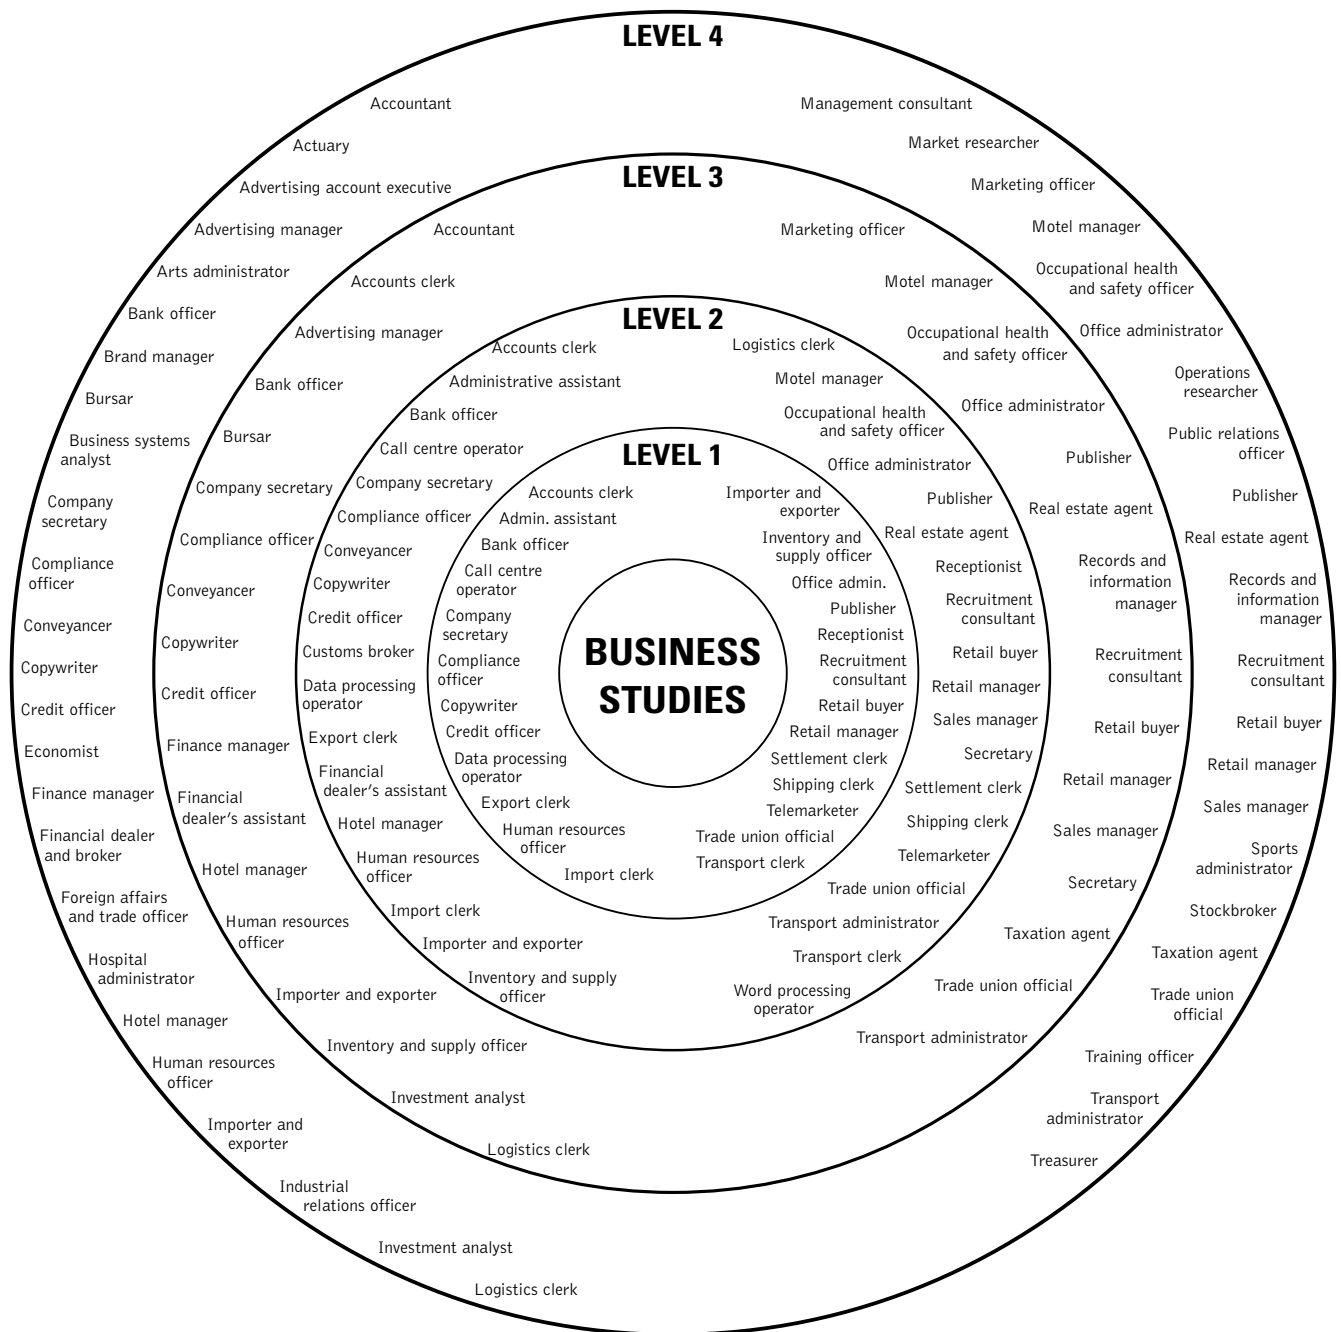 LEVEL 4
Accountant
Actuary
Advertising account executive
Advertising manager
Arts administrator
Bank officer
Brand manager
Bursar
Business systems
analyst
Company
secretary
Compliance
officer
Conveyancer
Copywriter
Credit officer
Economist
Finance manager
Financial dealer
and broker
Foreign affairs
and trade officer
Hospital
administrator
Hotel manager
Human resources
officer
Importer and
exporter
Industrial
relations officer
Investment analyst
Logistics clerk
Management consultant
Market researcher
Marketing officer
Motel manager
Occupational health
and safety officer
Office administrator
Operations
researcher
Public relations
officer
Publisher
Real estate agent
Records and
information
manager
Recruitment
consultant
Retail buyer
Retail manager
Sales manager
Sports
administrator
Stockbroker
Taxation agent
Trade union
official
Training officer
Transport
administrator
Treasurer
LEVEL 3
Accountant
Accounts clerk
Advertising manager
Bank officer
Bursar
Company secretary
Compliance officer
Conveyancer
Copywriter
Credit officer
Finance manager
Financial
dealer's assistant
Hotel manager
Human resources
officer
Importer and exporter
Inventory and supply officer
Investment analyst
Logistics clerk
Marketing officer
Motel manager
Occupational health
and safety officer
Office administrator
Publisher
Real estate agent
Records and
information
manager
Recruitment
consultant
Retail buyer
Retail manager
Sales manager
Secretary
Taxation agent
Trade union official
Transport administrator
LEVEL 2
Accounts clerk
Administrative assistant
Bank officer
Call centre operator
Company secretary
Compliance officer
Conveyancer
Copywriter
Credit officer
Customs broker
Data processing
operator
Export clerk
Financial
dealer's assistant
Hotel manager
Human resources
officer
Import clerk
Importer and exporter
Inventory and supply
officer
Logistics clerk
Motel manager
Occupational health
and safety officer
Office administrator
Publisher
Real estate agent
Receptionist
Recruitment
consultant
Retail buyer
Retail manager
Sales manager
Secretary
Settlement clerk
Shipping clerk
Telemarketer
Trade union official
Transport administrator
Transport clerk
Word processing
operator
LEVEL 1
Accounts clerk
Admin. assistant
Bank officer
Call centre
operator
Company
secretary
Compliance
officer
Copywriter
Credit officer
Data processing
operator
Export clerk
Human resources
officer
Import clerk
Importer and
exporter
Inventory and
supply officer
Office admin.
Publisher
Receptionist
Recruitment
consultant
Retail buyer
Retail manager
Settlement clerk
Shipping clerk
Telemarketer
Trade union official
Transport clerk
BUSINESS
STUDIES